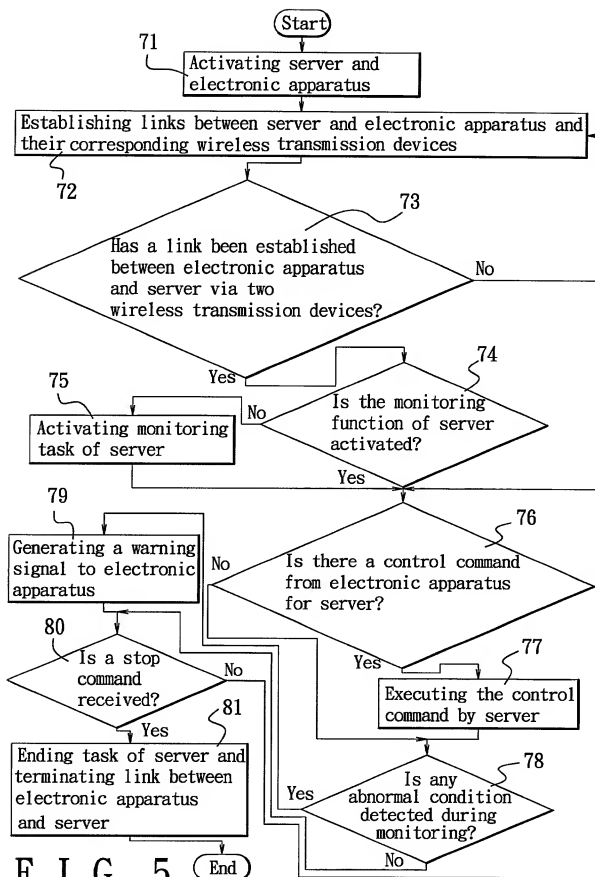 Start
71
Activating server and
electronic apparatus
Establishing links between server and electronic apparatus and
their corresponding wireless transmission devices
72
73
Has a link been established
between electronic apparatus
and server via two
wireless transmission devices?
No
Yes
74
Is the monitoring
function of server
activated?
No
Yes
75
Activating monitoring
task of server
76
Is there a control command
from electronic apparatus
for server?
No
Yes
77
Executing the control
command by server
78
Is any
abnormal condition
detected during
monitoring?
Yes
No
79
Generating a warning
signal to electronic
apparatus
80
Is a stop
command
received?
No
Yes
81
Ending task of server and
terminating link between
electronic apparatus
and server
End
FIG. 5